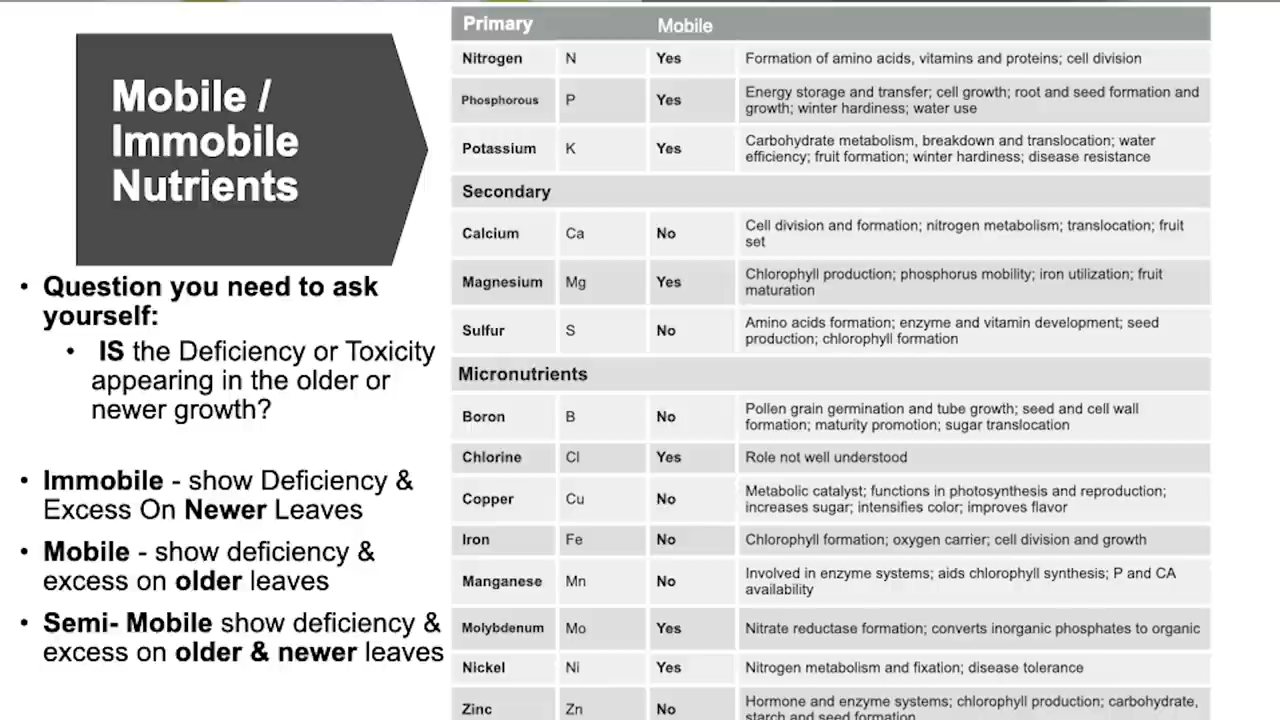 Mobile /
Immobile
Nutrients
• Question you need to ask
yourself:
• IS the Deficiency or Toxicity
appearing in the older or
newer growth?
• Immobile - show Deficiency &
Excess On Newer Leaves
• Mobile - show deficiency &
excess on older leaves
• Semi- Mobile show deficiency &
excess on older & newer leaves
Primary Mobile
Nitrogen N Yes Formation of amino acids, vitamins and proteins; cell division
Phosphorous P Yes Energy storage and transfer; cell growth; root and seed formation and
growth; winter hardiness; water use
Potassium K Yes Carbohydrate metabolism, breakdown and translocation; water
efficiency; fruit formation; winter hardiness; disease resistance
Secondary
Calcium Ca No Cell division and formation; nitrogen metabolism; translocation; fruit
set
Magnesium Mg Yes Chlorophyll production; phosphorus mobility; iron utilization; fruit
maturation
Sulfur S No Amino acids formation; enzyme and vitamin development; seed
production; chlorophyll formation
Micronutrients
Boron B No Pollen grain germination and tube growth; seed and cell wall
formation; maturity promotion; sugar translocation
Chlorine Cl Yes Role not well understood
Copper Cu No Metabolic catalyst; functions in photosynthesis and reproduction;
increases sugar; intensifies color; improves flavor
Iron Fe No Chlorophyll formation; oxygen carrier; cell division and growth
Manganese Mn No Involved in enzyme systems; aids chlorophyll synthesis; P and CA
availability
Molybdenum Mo Yes Nitrate reductase formation; converts inorganic phosphates to organic
Nickel Ni Yes Nitrogen metabolism and fixation; disease tolerance
Zinc Zn No Hormone and enzyme systems; chlorophyll production; carbohydrate,
starch and seed formation